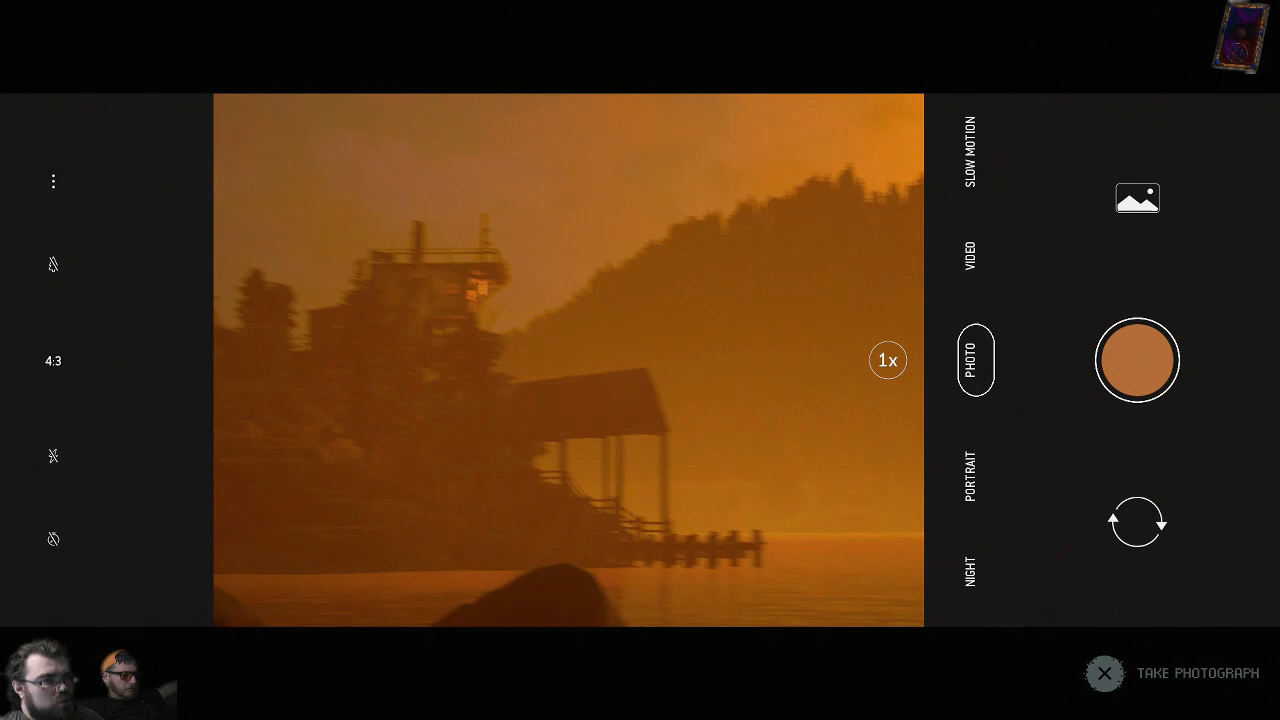 4:3
1x
SLOW MOTION
VIDEO
PHOTO
PORTRAIT
NIGHT
TAKE PHOTOGRAPH